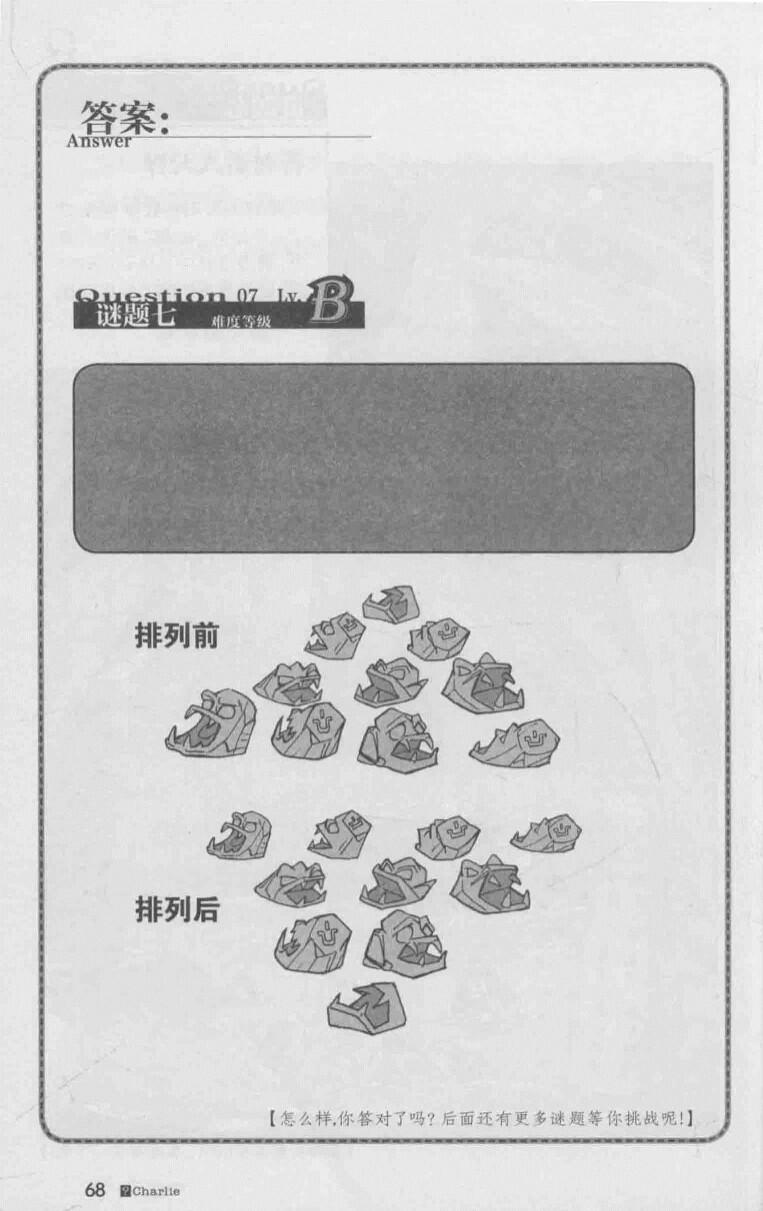 答案：
Answer
Question 07 Lv. B
谜题七 难度等级
排列前
排列后
【怎么样,你答对了吗？后面还有更多谜题等你挑战呢!】
68 ?Charlie